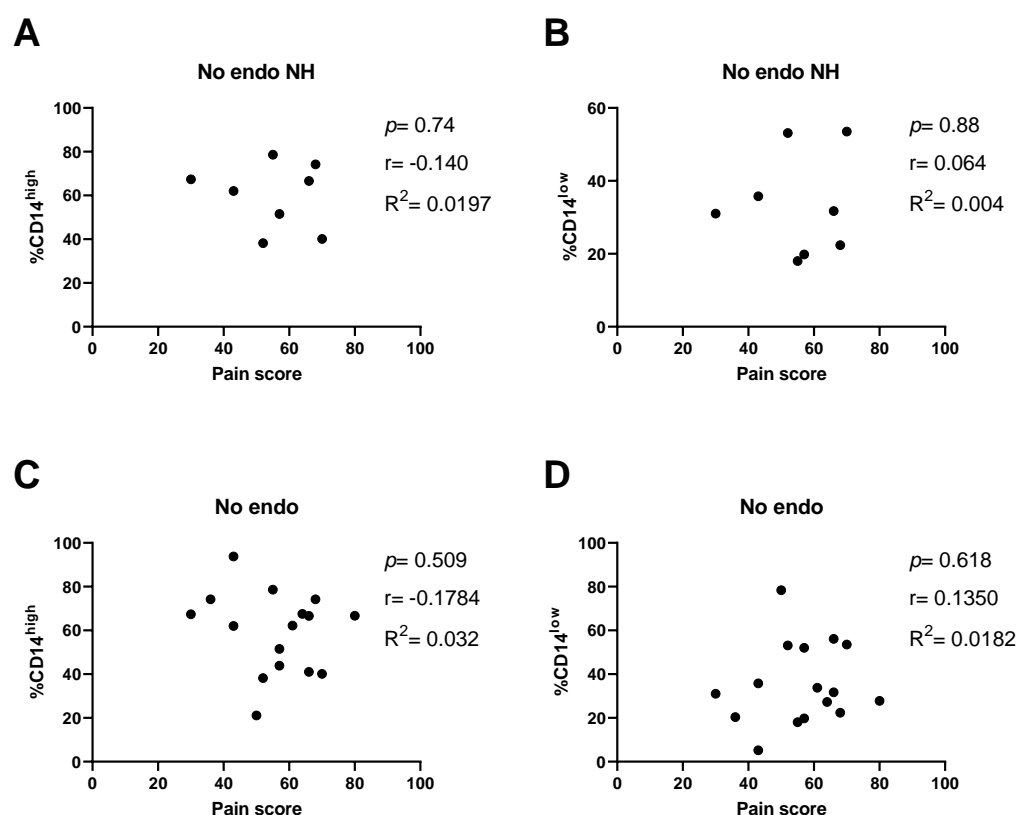 A
No endo NH
%CD14high
100
80
60
40
20
0
0 20 40 60 80 100
Pain score
p= 0.74
r= -0.140
R2= 0.0197
B
No endo NH
%CD14low
60
40
20
0
0 20 40 60 80 100
Pain score
p= 0.88
r= 0.064
R2= 0.004
C
No endo
%CD14high
100
80
60
40
20
0
0 20 40 60 80 100
Pain score
p= 0.509
r= -0.1784
R2= 0.032
D
No endo
%CD14low
100
80
60
40
20
0
0 20 40 60 80 100
Pain score
p= 0.618
r= 0.1350
R2= 0.0182